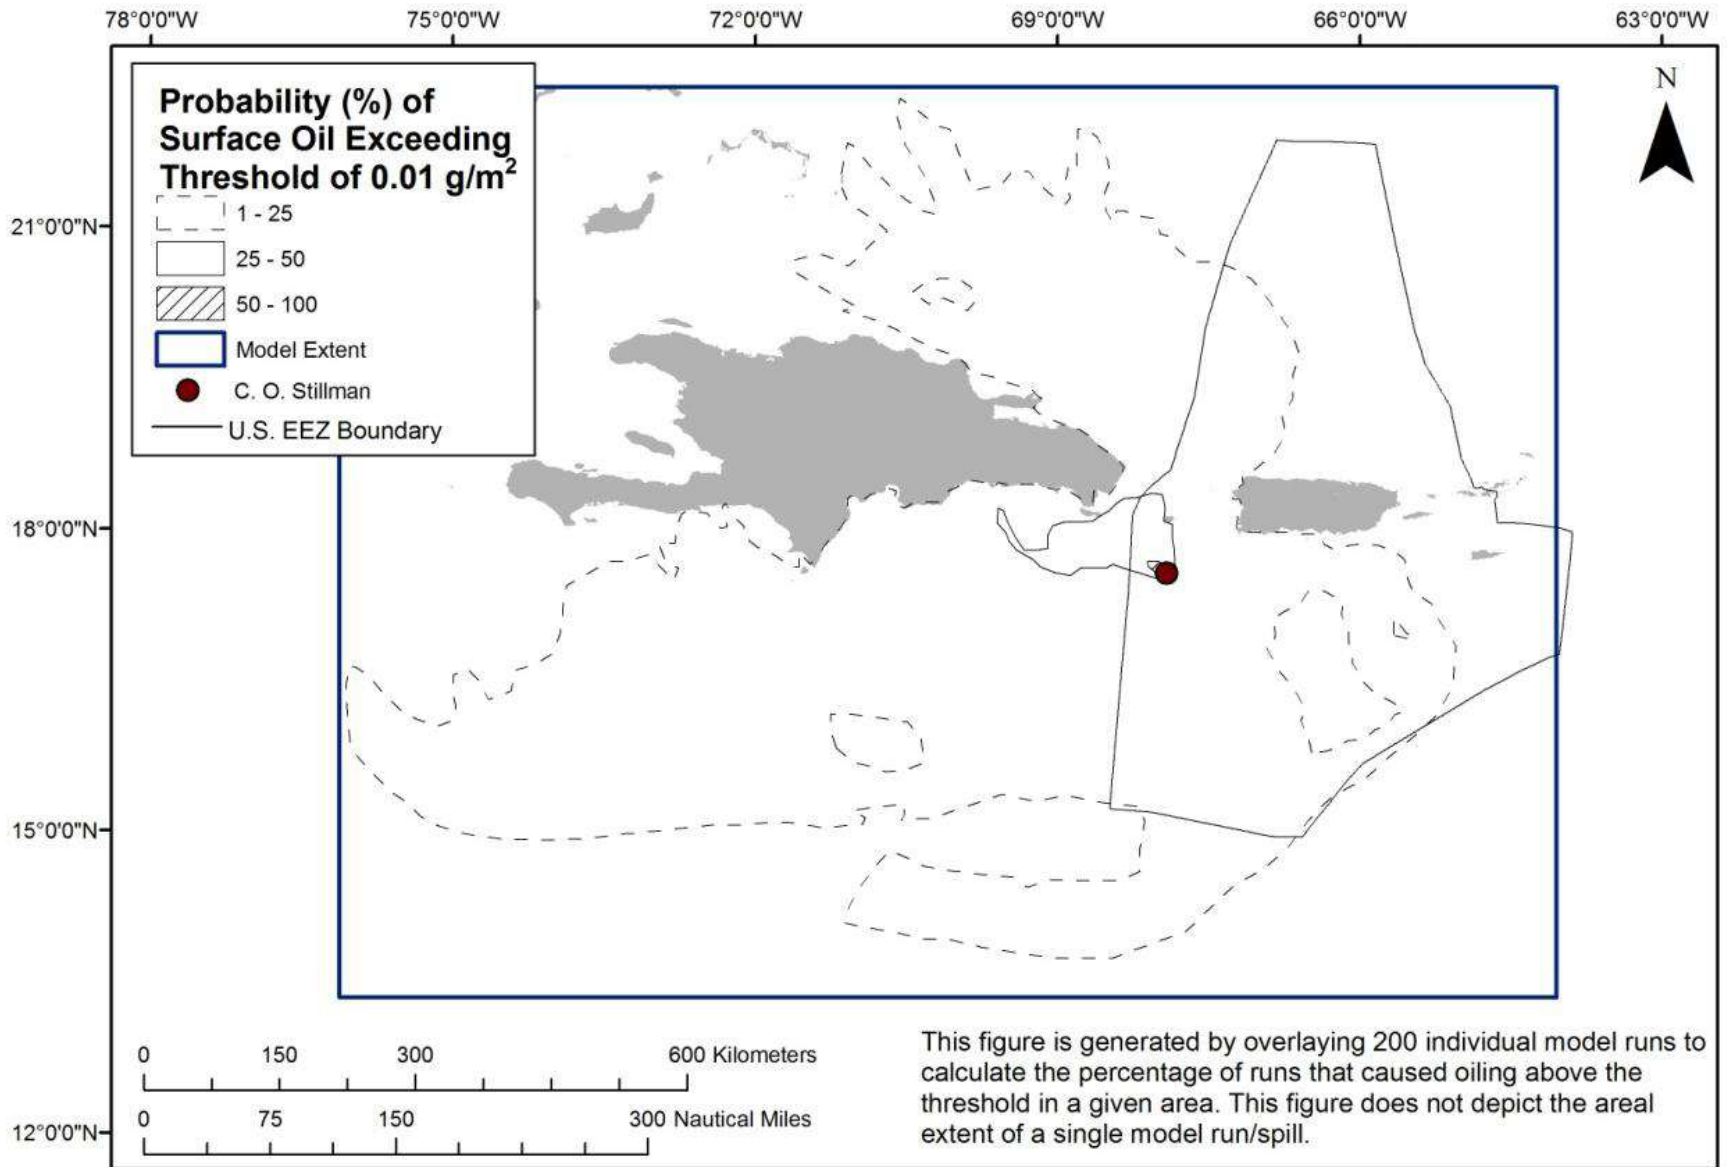 78°0'0"W 75°0'0"W 72°0'0"W 69°0'0"W 66°0'0"W 63°0'0"W
N
Probability (%) of
Surface Oil Exceeding
Threshold of 0.01 g/m²
1 - 25
25 - 50
50 - 100
Model Extent
C. O. Stillman
U.S. EEZ Boundary
21°0'0"N
18°0'0"N
15°0'0"N
12°0'0"N
0 150 300 600 Kilometers
0 75 150 300 Nautical Miles
This figure is generated by overlaying 200 individual model runs to
calculate the percentage of runs that caused oiling above the
threshold in a given area. This figure does not depict the areal
extent of a single model run/spill.